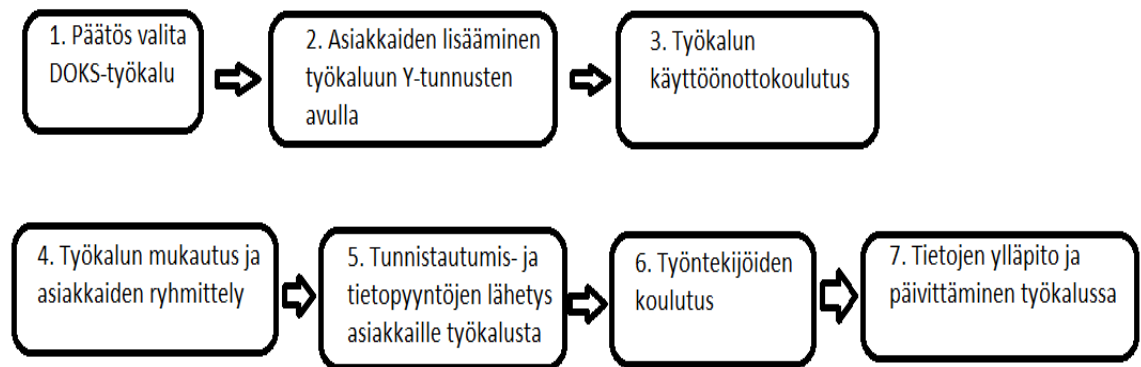 1. Päätös valita
DOKS-työkalu
2. Asiakkaiden lisääminen
työkaluun Y-tunnusten
avulla
3. Työkalun
käyttöönottokoulutus
4. Työkalun mukautus ja
asiakkaiden ryhmittely
5. Tunnistautumis- ja
tietopyyntöjen lähetys
asiakkaille työkalusta
6. Työntekijöiden
koulutus
7. Tietojen ylläpito ja
päivittäminen työkalussa